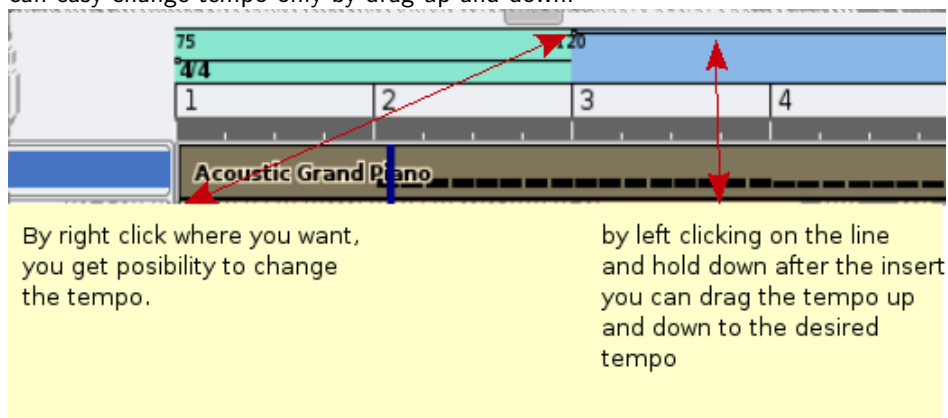 can easy change tempo only by drag up and down.
75
120
4/4
1 2 3 4
Acoustic Grand Piano
By right click where you want,
you get posibility to change
the tempo.
by left clicking on the line
and hold down after the insert
you can drag the tempo up
and down to the desired
tempo